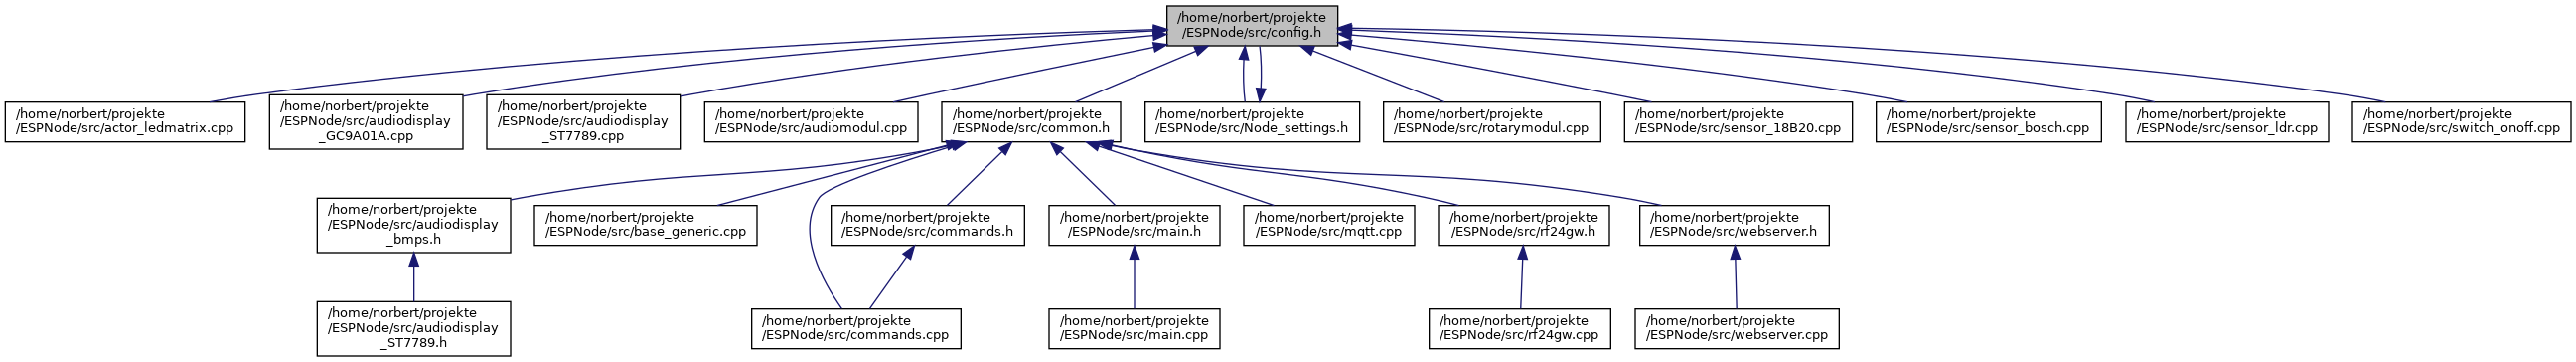 /home/norbert/projekte
/ESPNode/src/config.h
/home/norbert/projekte
/ESPNode/src/actor_ledmatrix.cpp
/home/norbert/projekte
/ESPNode/src/audiodisplay
_GC9A01A.cpp
/home/norbert/projekte
/ESPNode/src/audiodisplay
_ST7789.cpp
/home/norbert/projekte
/ESPNode/src/audiomodul.cpp
/home/norbert/projekte
/ESPNode/src/common.h
/home/norbert/projekte
/ESPNode/src/Node_settings.h
/home/norbert/projekte
/ESPNode/src/rotarymodul.cpp
/home/norbert/projekte
/ESPNode/src/sensor_18B20.cpp
/home/norbert/projekte
/ESPNode/src/sensor_bosch.cpp
/home/norbert/projekte
/ESPNode/src/sensor_ldr.cpp
/home/norbert/projekte
/ESPNode/src/switch_onoff.cpp
/home/norbert/projekte
/ESPNode/src/audiodisplay
_bmps.h
/home/norbert/projekte
/ESPNode/src/base_generic.cpp
/home/norbert/projekte
/ESPNode/src/commands.h
/home/norbert/projekte
/ESPNode/src/main.h
/home/norbert/projekte
/ESPNode/src/mqtt.cpp
/home/norbert/projekte
/ESPNode/src/rf24gw.h
/home/norbert/projekte
/ESPNode/src/webserver.h
/home/norbert/projekte
/ESPNode/src/audiodisplay
_ST7789.h
/home/norbert/projekte
/ESPNode/src/commands.cpp
/home/norbert/projekte
/ESPNode/src/main.cpp
/home/norbert/projekte
/ESPNode/src/rf24gw.cpp
/home/norbert/projekte
/ESPNode/src/webserver.cpp